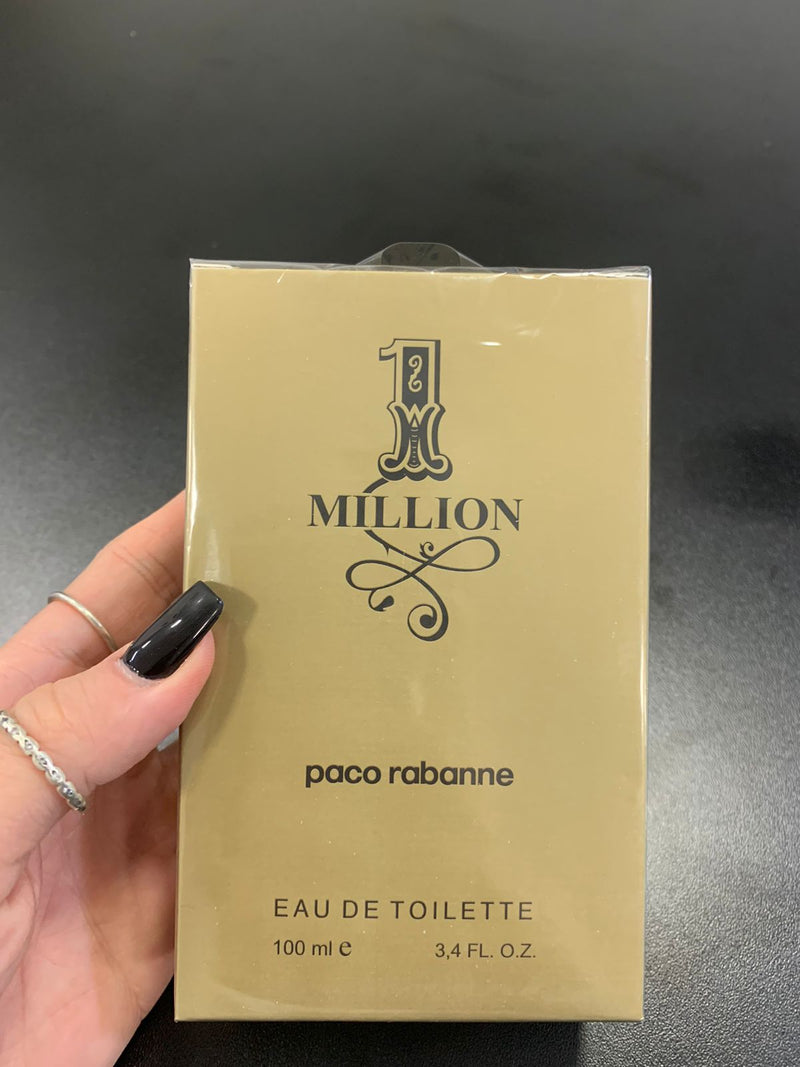 1
MILLION
paco rabanne
EAU DE TOILETTE
100 ml e 3,4 FL. O.Z.